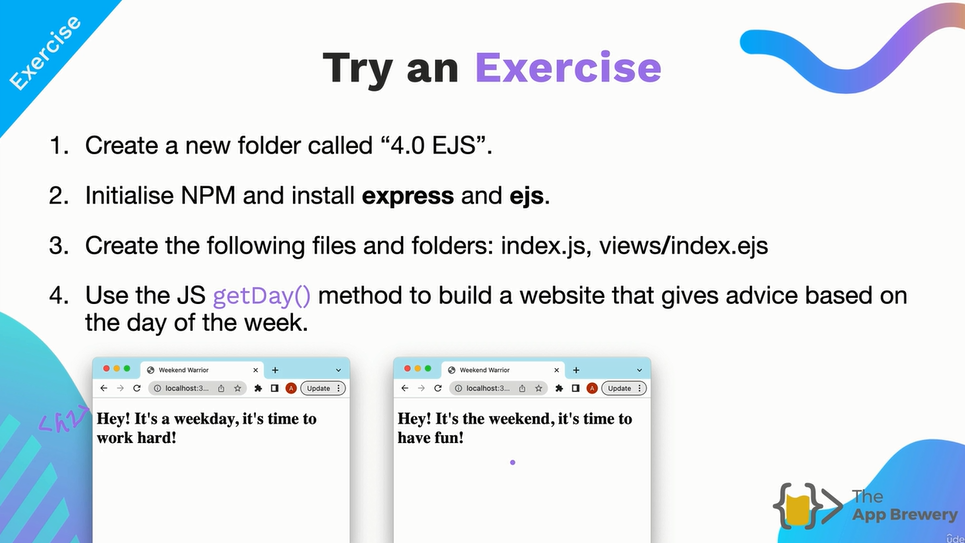 Exercise
Try an Exercise
1. Create a new folder called “4.0 EJS”.
2. Initialise NPM and install express and ejs.
3. Create the following files and folders: index.js, views/index.ejs
4. Use the JS getDay() method to build a website that gives advice based on
the day of the week.
Weekend Warrior
localhost:3...
A
Update
<h2>
Hey! It's a weekday, it's time to
work hard!
Weekend Warrior
localhost:3...
A
Update
Hey! It's the weekend, it's time to
have fun!
The
App Brewery